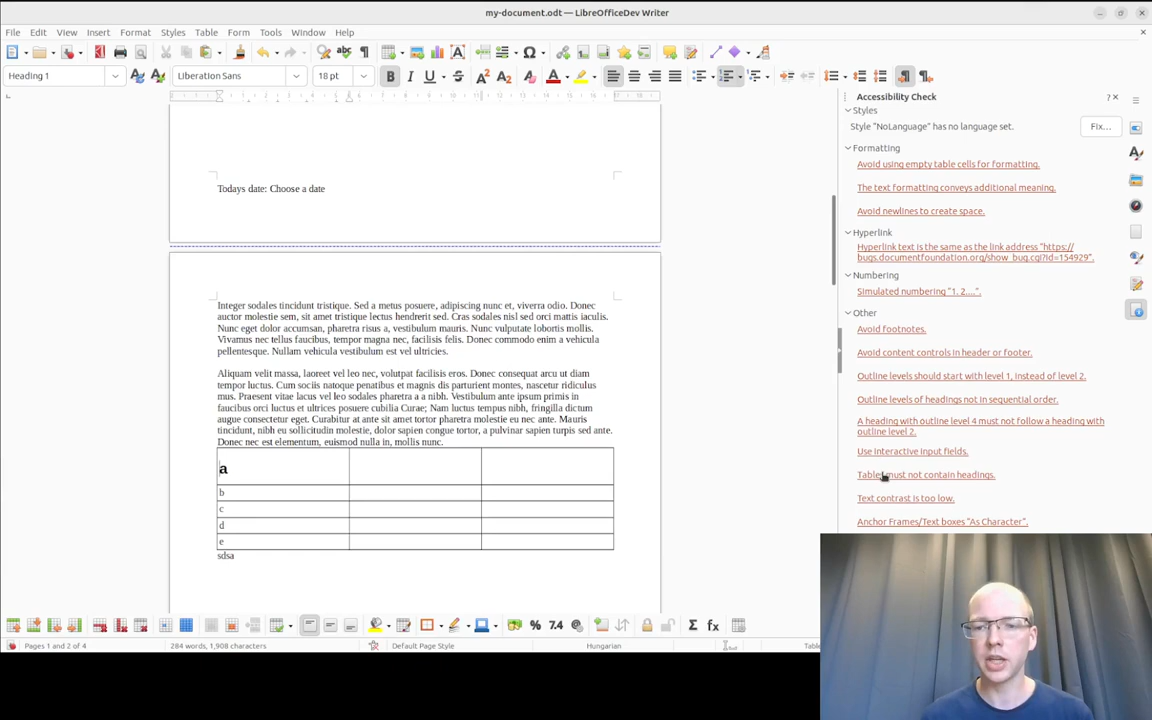 my-document.odt — LibreOfficeDev Writer
File Edit View Insert Format Styles Table Form Tools Window Help
Heading 1 Liberation Sans 18 pt
Accessibility Check
Styles
Style "NoLanguage" has no language set. Fix...
Formatting
Avoid using empty table cells for formatting.
The text formatting conveys additional meaning.
Avoid newlines to create space.
Hyperlink
Hyperlink text is the same as the link address "https://
bugs.documentfoundation.org/show_bug.cgi?id=154929".
Numbering
Simulated numbering "1. 2....".
Other
Avoid footnotes.
Avoid content controls in header or footer.
Outline levels should start with level 1, instead of level 2.
Outline levels of headings not in sequential order.
A heading with outline level 4 must not follow a heading with
outline level 2.
Use interactive input fields.
Tables must not contain headings.
Text contrast is too low.
Anchor Frames/Text boxes "As Character".
Todays date: Choose a date
Integer sodales tincidunt tristique. Sed a metus posuere, adipiscing nunc et, viverra odio. Donec
auctor molestie sem, sit amet tristique lectus hendrerit sed. Cras sodales nisl sed orci mattis iaculis.
Nunc eget dolor accumsan, pharetra risus a, vestibulum mauris. Nunc vulputate lobortis mollis.
Vivamus nec tellus faucibus, tempor magna nec, facilisis felis. Donec commodo enim a vehicula
pellentesque. Nullam vehicula vestibulum est vel ultricies.
Aliquam velit massa, laoreet vel leo nec, volutpat facilisis eros. Donec consequat arcu ut diam
tempor luctus. Cum sociis natoque penatibus et magnis dis parturient montes, nascetur ridiculus
mus. Praesent vitae lacus vel leo sodales pharetra a a nibh. Vestibulum ante ipsum primis in
faucibus orci luctus et ultrices posuere cubilia Curae; Nam luctus tempus nibh, fringilla dictum
augue consectetur eget. Curabitur at ante sit amet tortor pharetra molestie eu nec ante. Mauris
tincidunt, nibh eu sollicitudin molestie, dolor sapien congue tortor, a pulvinar sapien turpis sed ante.
Donec nec est elementum, euismod nulla in, mollis nunc.
a
b
c
d
e
sdsa
Pages 1 and 2 of 4 284 words, 1,908 characters Default Page Style Hungarian